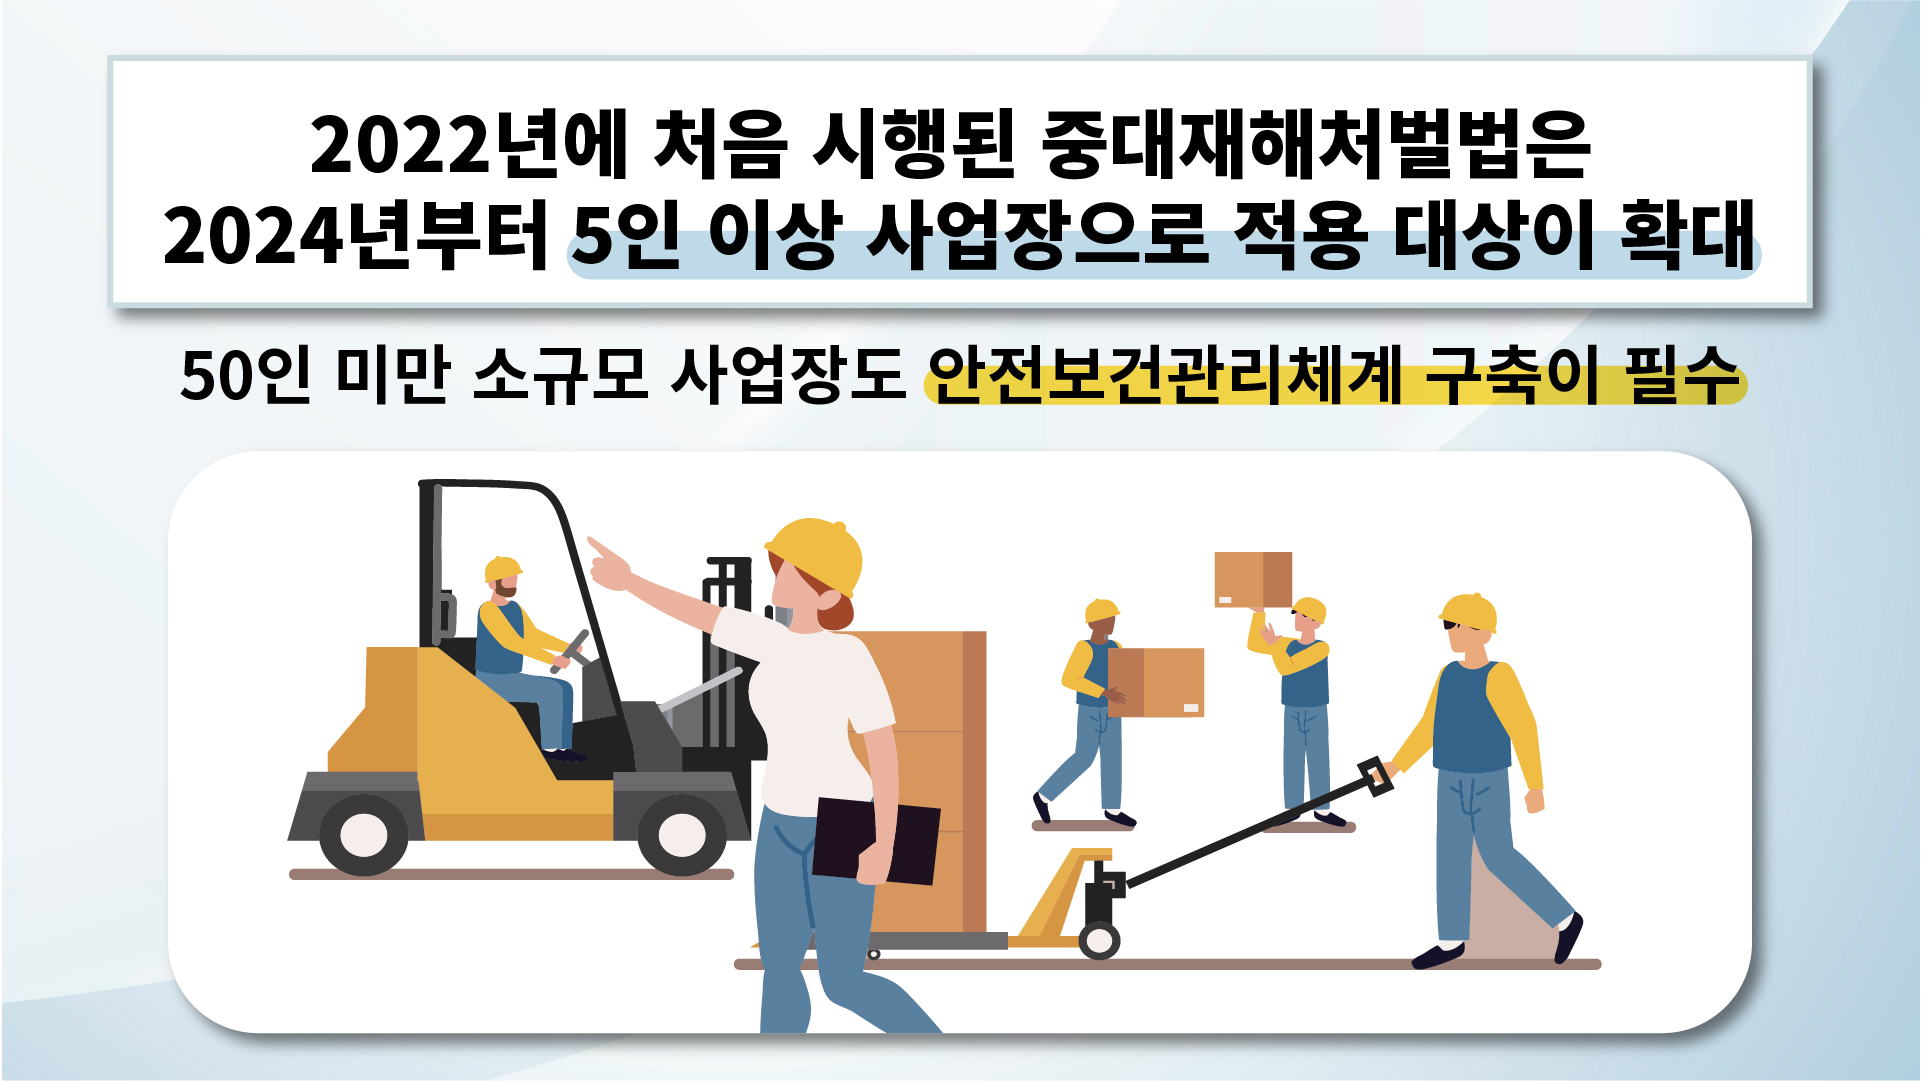 2022년에 처음 시행된 중대재해처벌법은
2024년부터 5인 이상 사업장으로 적용 대상이 확대
50인 미만 소규모 사업장도 안전보건관리체계 구축이 필수